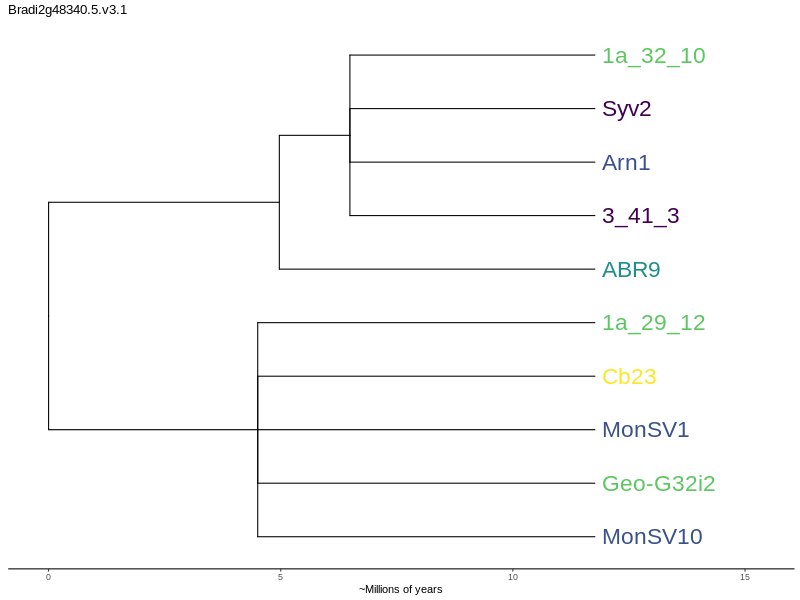 Bradi2g48340.5.v3.1
1a_32_10
Syv2
Arn1
3_41_3
ABR9
1a_29_12
Cb23
MonSV1
Geo-G32i2
MonSV10
0 5 10 15
~Millions of years